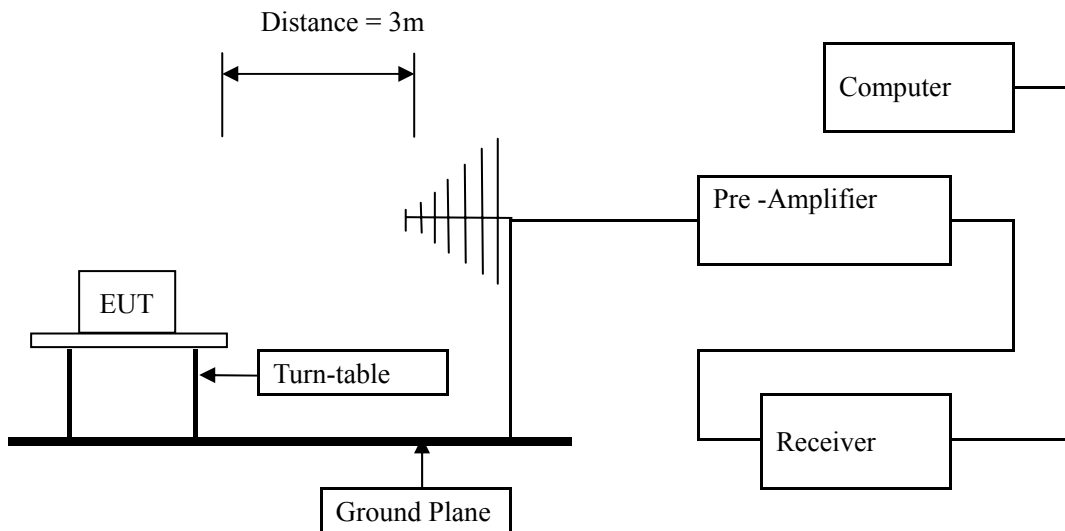 Distance = 3m
Computer
Pre -Amplifier
EUT
Turn-table
Receiver
Ground Plane